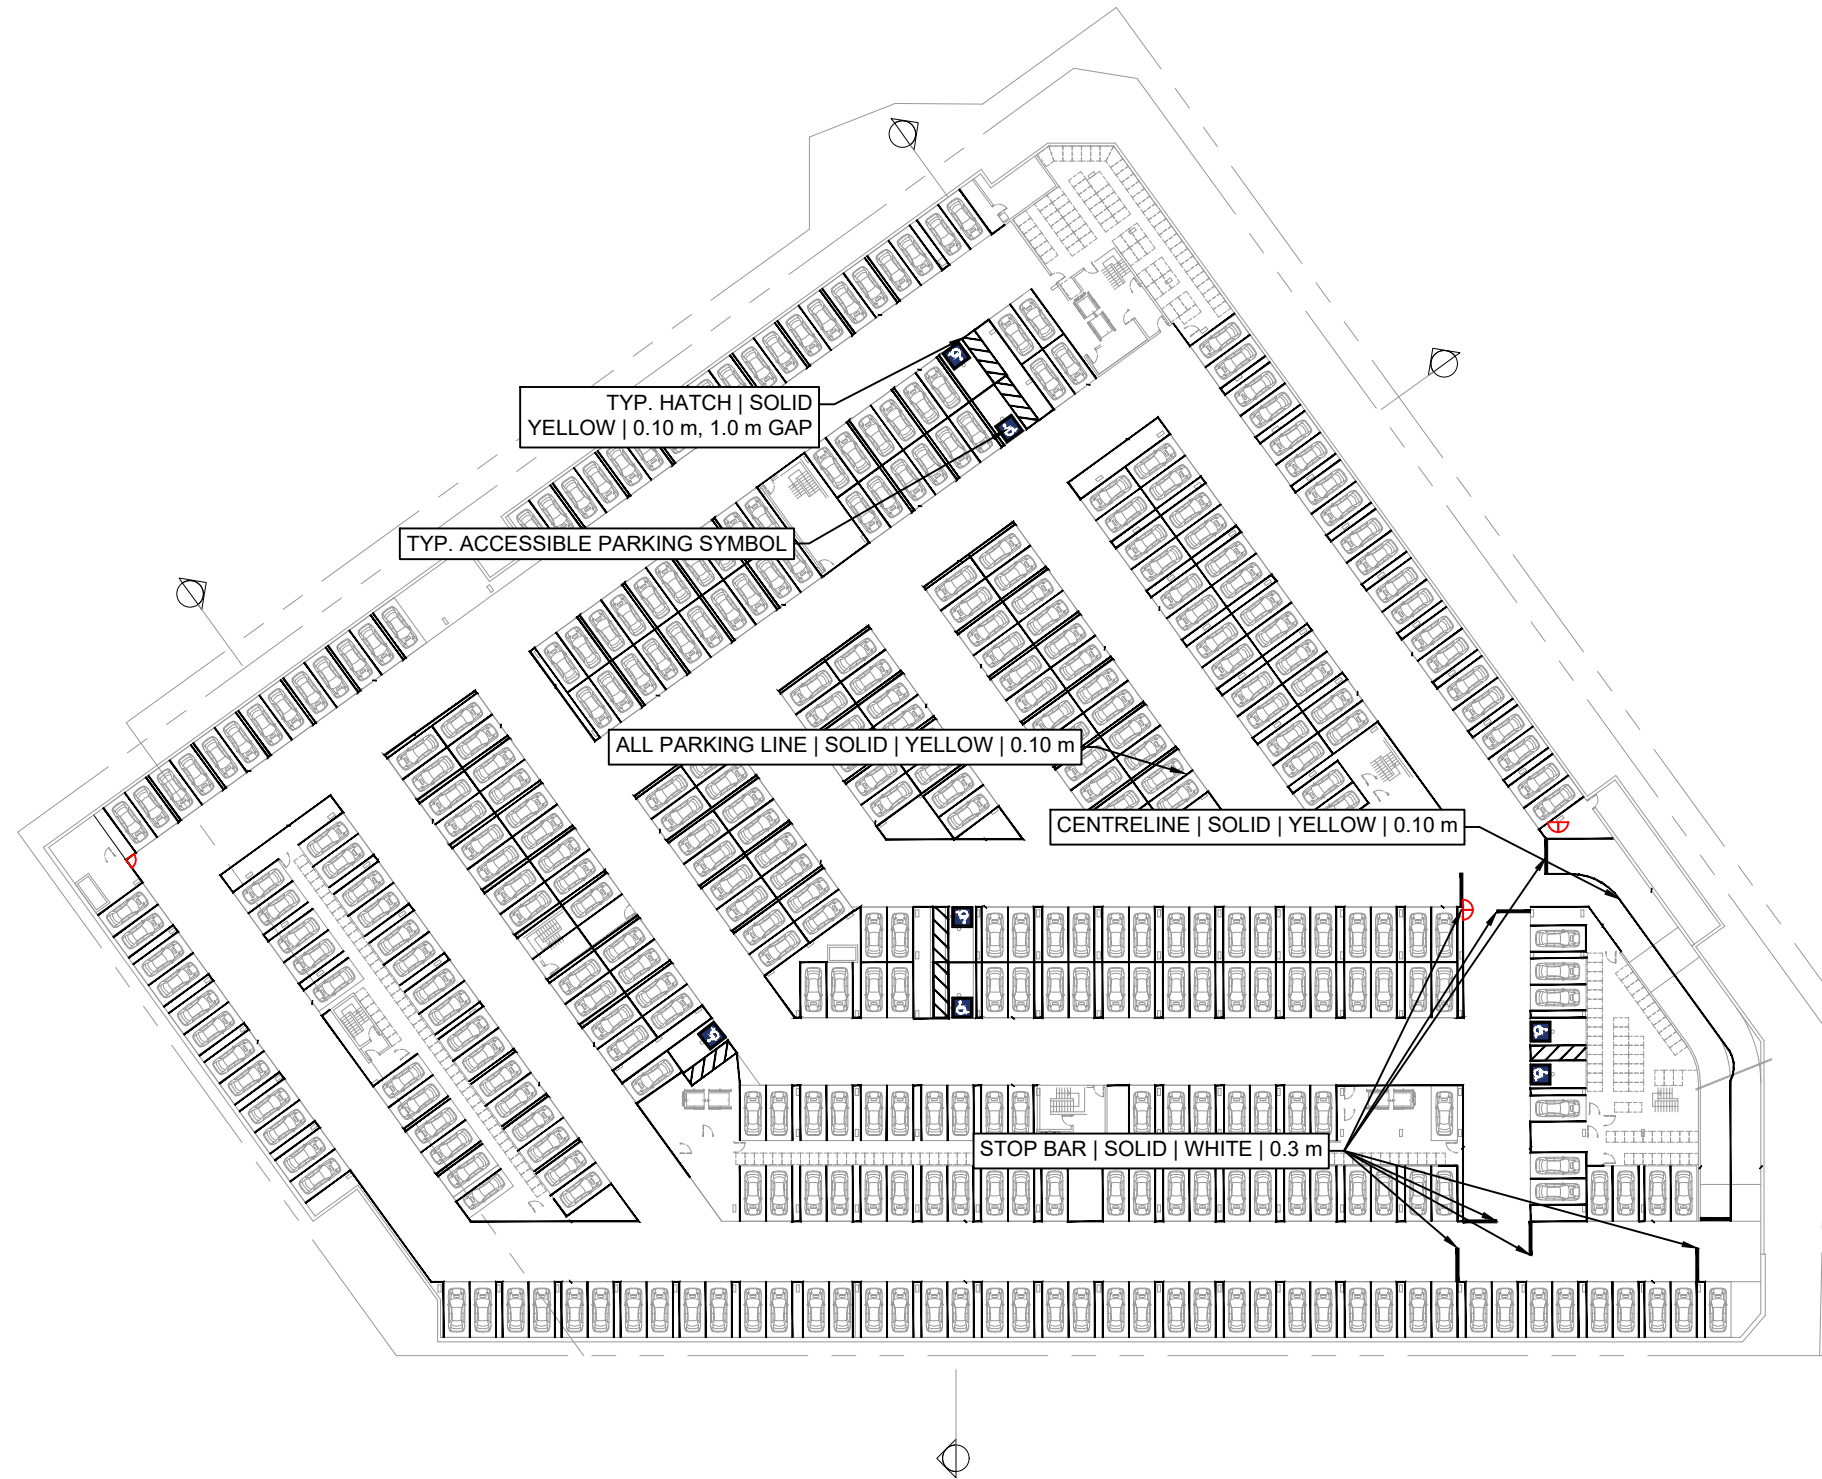 TYP. HATCH | SOLID
YELLOW | 0.10 m, 1.0 m GAP
TYP. ACCESSIBLE PARKING SYMBOL
ALL PARKING LINE | SOLID | YELLOW | 0.10 m
CENTRELINE | SOLID | YELLOW | 0.10 m
STOP BAR | SOLID | WHITE | 0.3 m